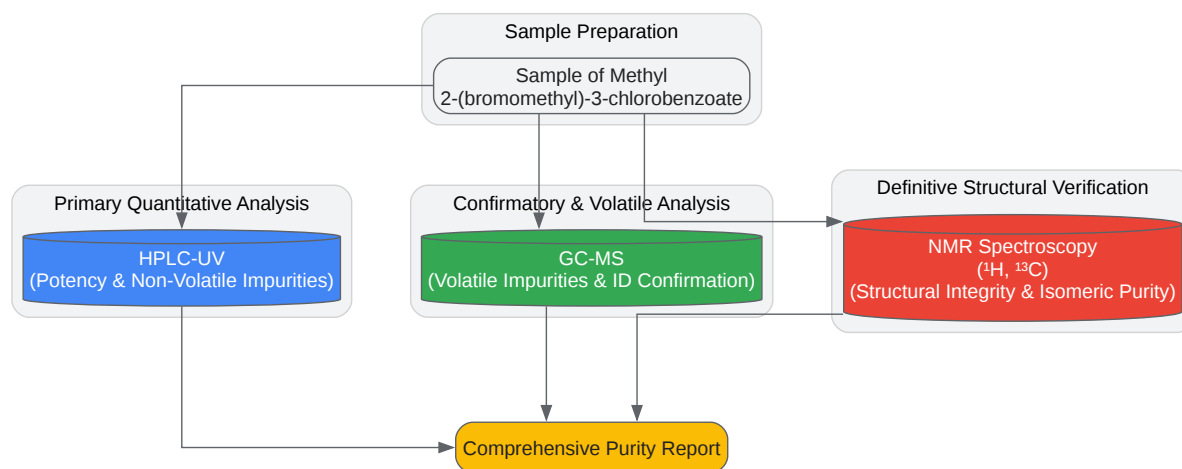 Sample Preparation
Sample of Methyl
2-(bromomethyl)-3-chlorobenzoate
Primary Quantitative Analysis
HPLC-UV
(Potency & Non-Volatile Impurities)
Confirmatory & Volatile Analysis
GC-MS
(Volatile Impurities & ID Confirmation)
Definitive Structural Verification
NMR Spectroscopy
(¹H, ¹³C)
(Structural Integrity & Isomeric Purity)
Comprehensive Purity Report